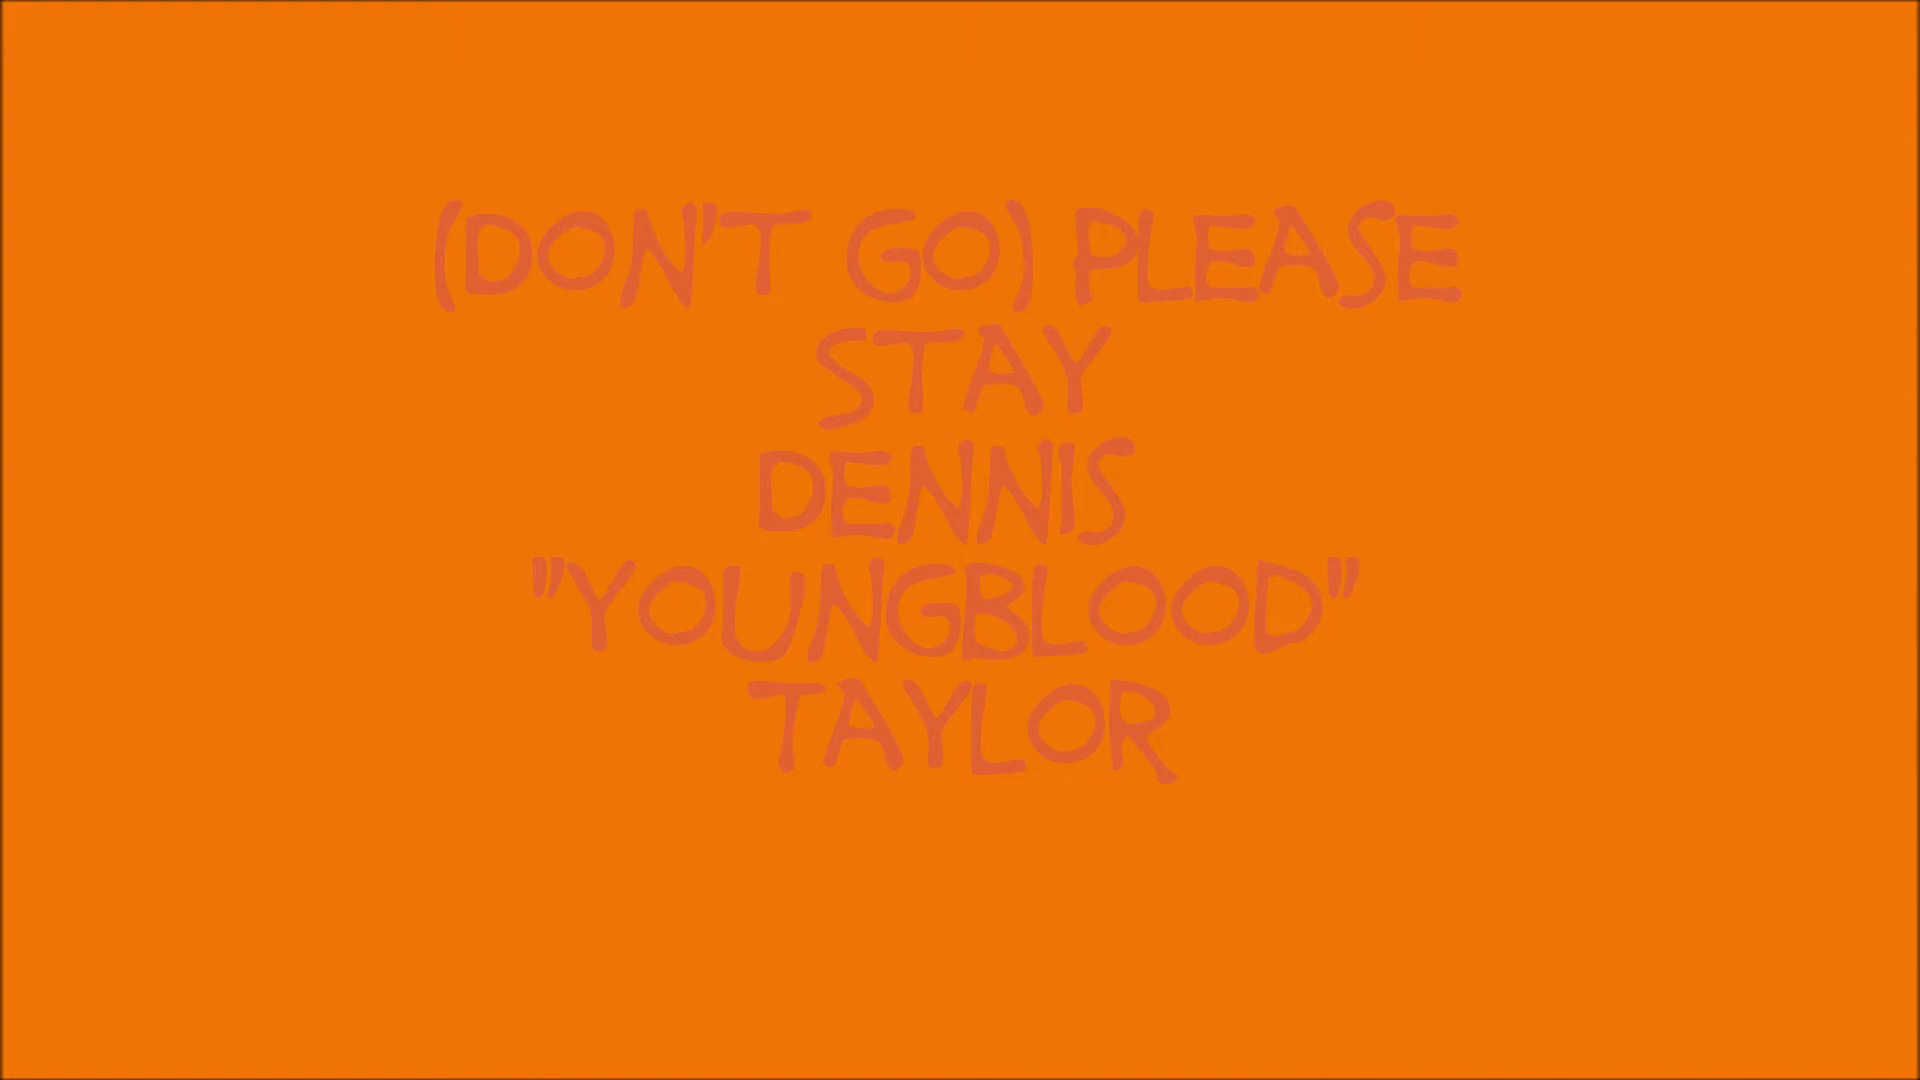 (DON'T GO) PLEASE
STAY
DENNIS
"YOUNGBLOOD"
TAYLOR